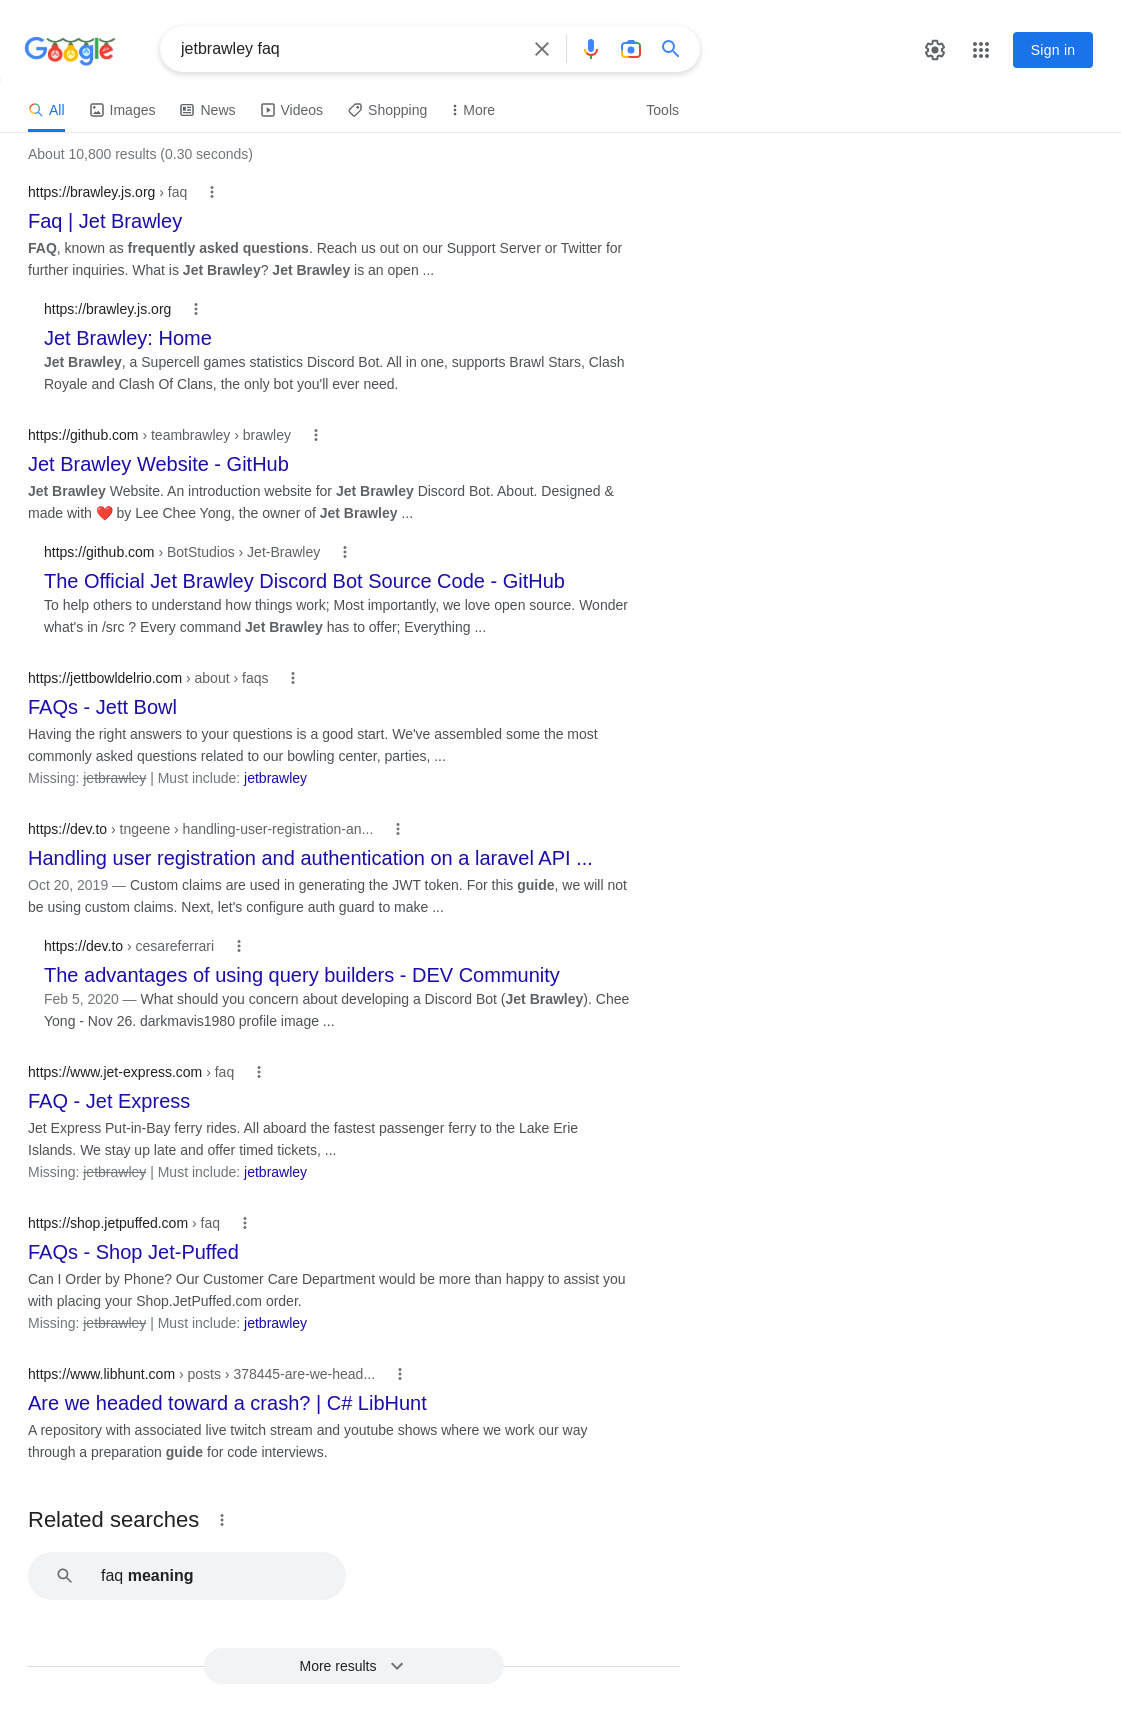 Google
jetbrawley faq
Sign in
All Images News Videos Shopping More Tools
About 10,800 results (0.30 seconds)
https://brawley.js.org › faq
Faq | Jet Brawley
FAQ, known as frequently asked questions. Reach us out on our Support Server or Twitter for
further inquiries. What is Jet Brawley? Jet Brawley is an open ...
https://brawley.js.org
Jet Brawley: Home
Jet Brawley, a Supercell games statistics Discord Bot. All in one, supports Brawl Stars, Clash
Royale and Clash Of Clans, the only bot you'll ever need.
https://github.com › teambrawley › brawley
Jet Brawley Website - GitHub
Jet Brawley Website. An introduction website for Jet Brawley Discord Bot. About. Designed &
made with ❤️ by Lee Chee Yong, the owner of Jet Brawley ...
https://github.com › BotStudios › Jet-Brawley
The Official Jet Brawley Discord Bot Source Code - GitHub
To help others to understand how things work; Most importantly, we love open source. Wonder
what's in /src ? Every command Jet Brawley has to offer; Everything ...
https://jettbowldelrio.com › about › faqs
FAQs - Jett Bowl
Having the right answers to your questions is a good start. We've assembled some the most
commonly asked questions related to our bowling center, parties, ...
Missing: jetbrawley | Must include: jetbrawley
https://dev.to › tngeene › handling-user-registration-an...
Handling user registration and authentication on a laravel API ...
Oct 20, 2019 — Custom claims are used in generating the JWT token. For this guide, we will not
be using custom claims. Next, let's configure auth guard to make ...
https://dev.to › cesareferrari
The advantages of using query builders - DEV Community
Feb 5, 2020 — What should you concern about developing a Discord Bot (Jet Brawley). Chee
Yong - Nov 26. darkmavis1980 profile image ...
https://www.jet-express.com › faq
FAQ - Jet Express
Jet Express Put-in-Bay ferry rides. All aboard the fastest passenger ferry to the Lake Erie
Islands. We stay up late and offer timed tickets, ...
Missing: jetbrawley | Must include: jetbrawley
https://shop.jetpuffed.com › faq
FAQs - Shop Jet-Puffed
Can I Order by Phone? Our Customer Care Department would be more than happy to assist you
with placing your Shop.JetPuffed.com order.
Missing: jetbrawley | Must include: jetbrawley
https://www.libhunt.com › posts › 378445-are-we-head...
Are we headed toward a crash? | C# LibHunt
A repository with associated live twitch stream and youtube shows where we work our way
through a preparation guide for code interviews.
Related searches
faq meaning
More results